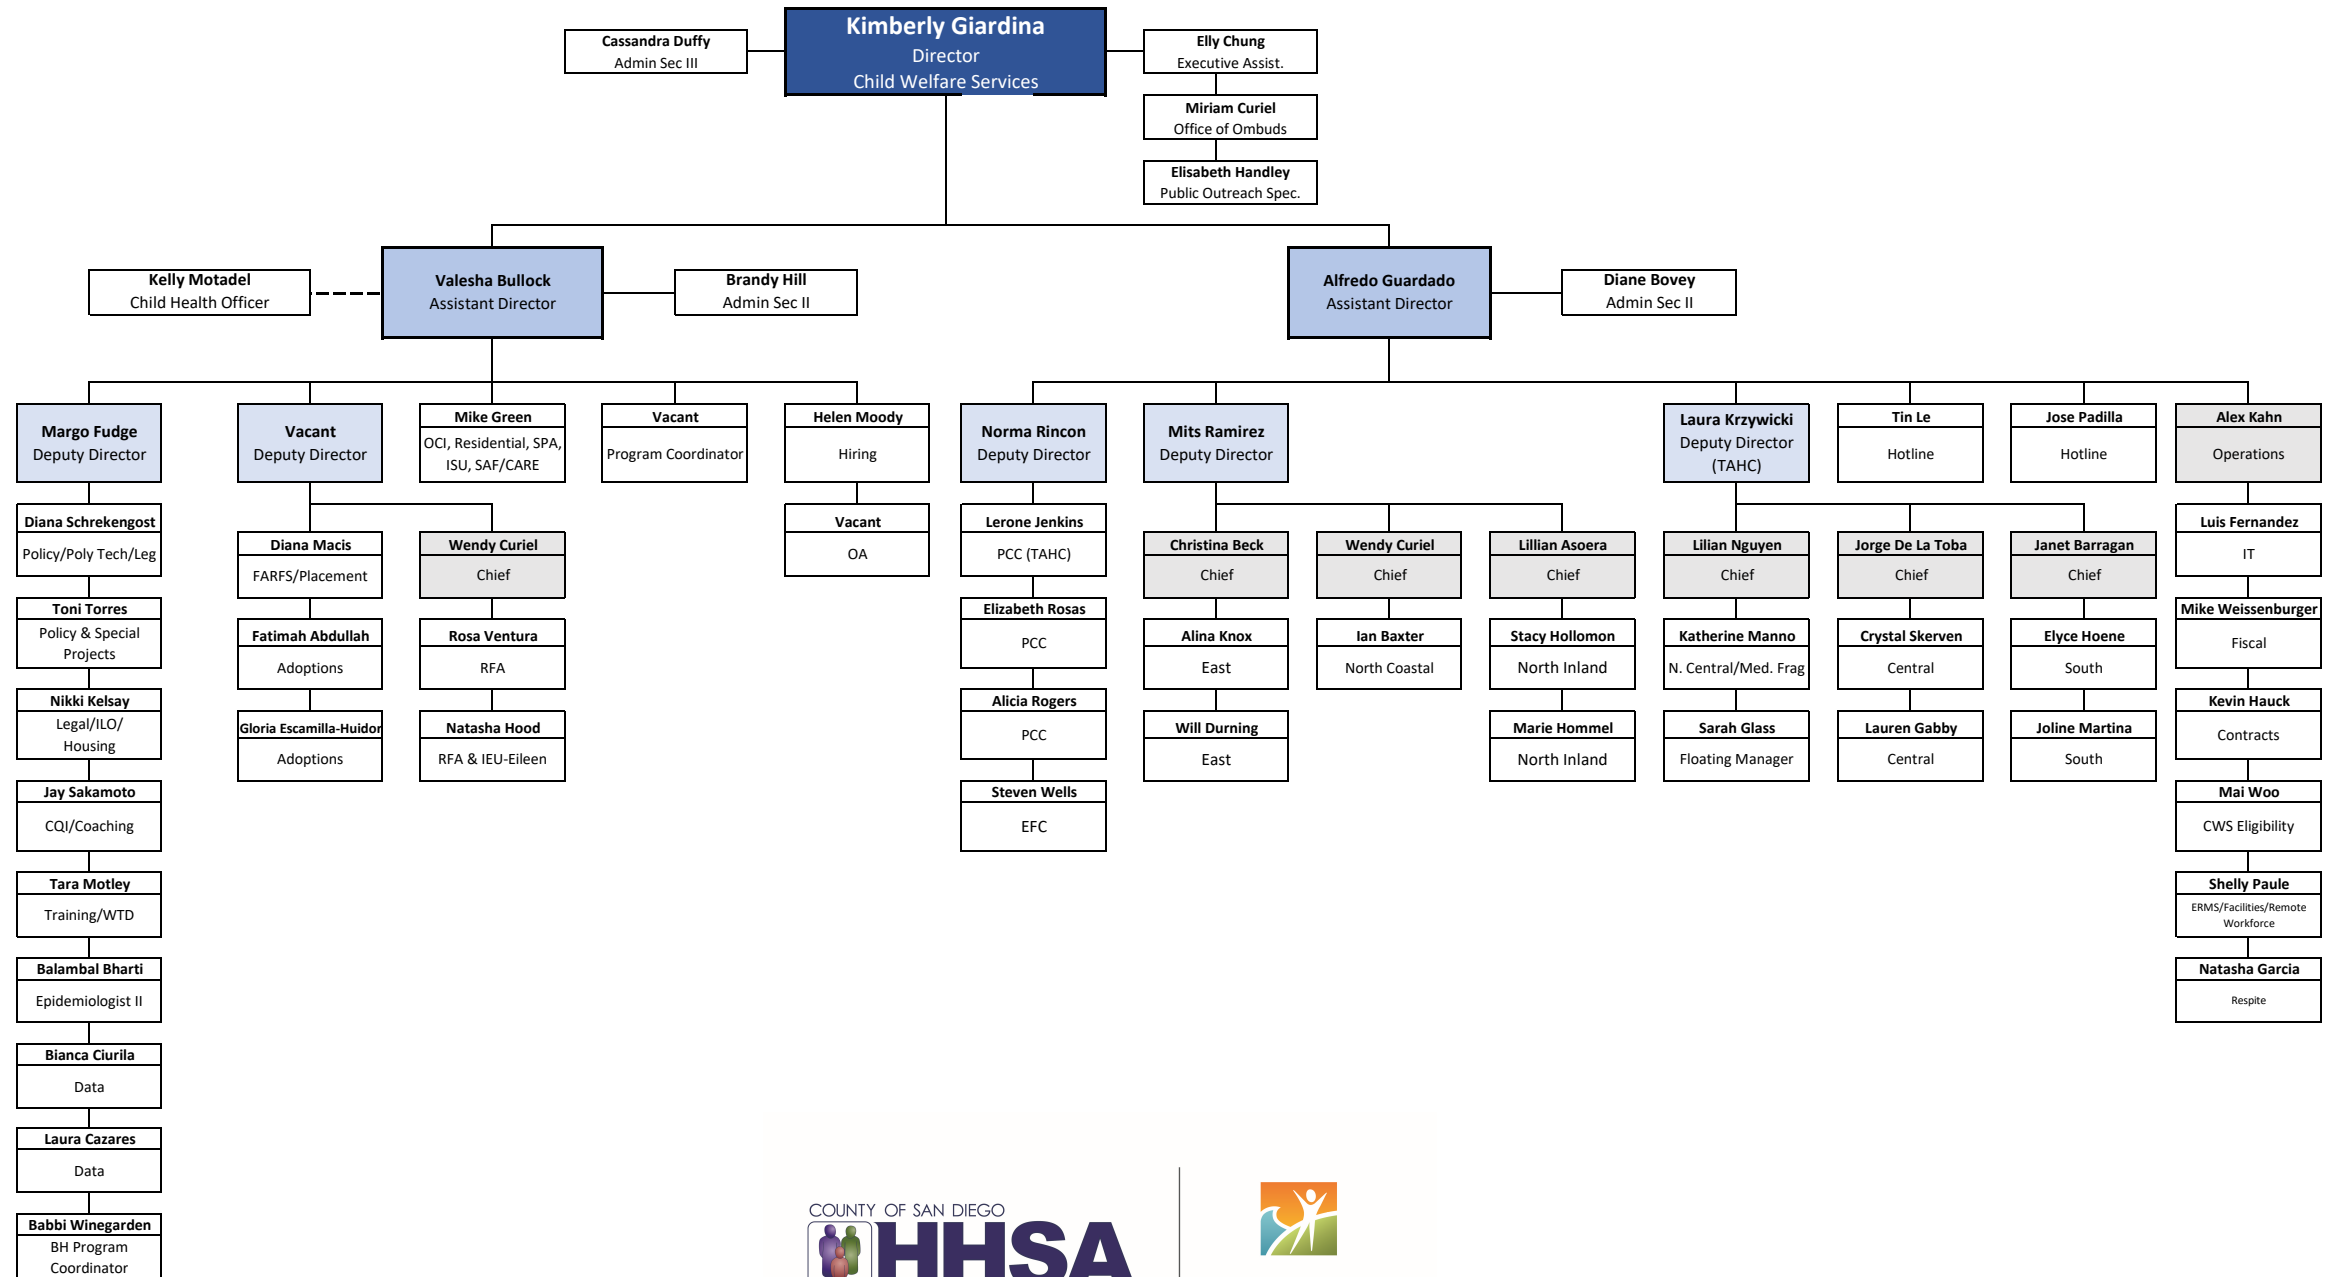 Kimberly Giardina
Director
Child Welfare Services
Cassandra Duffy
Admin Sec III
Elly Chung
Executive Assist.
Miriam Curiel
Office of Ombuds
Elisabeth Handley
Public Outreach Spec.
Kelly Motadel
Child Health Officer
Valesha Bullock
Assistant Director
Brandy Hill
Admin Sec II
Alfredo Guardado
Assistant Director
Diane Bovey
Admin Sec II
Margo Fudge
Deputy Director
Vacant
Deputy Director
Mike Green
OCI, Residential, SPA,
ISU, SAF/CARE
Vacant
Program Coordinator
Helen Moody
Hiring
Norma Rincon
Deputy Director
Mits Ramirez
Deputy Director
Laura Krzywicki
Deputy Director
(TAHC)
Tin Le
Hotline
Jose Padilla
Hotline
Alex Kahn
Operations
Diana Schrekengost
Policy/Poly Tech/Leg
Toni Torres
Policy & Special
Projects
Nikki Kelsay
Legal/ILO/
Housing
Jay Sakamoto
CQI/Coaching
Tara Motley
Training/WTD
Balambal Bharti
Epidemiologist II
Bianca Ciurila
Data
Laura Cazares
Data
Babbi Winegarden
BH Program
Coordinator
Diana Macis
FARFS/Placement
Fatimah Abdullah
Adoptions
Gloria Escamilla-Huidor
Adoptions
Wendy Curiel
Chief
Rosa Ventura
RFA
Natasha Hood
RFA & IEU-Eileen
Vacant
OA
Lerone Jenkins
PCC (TAHC)
Elizabeth Rosas
PCC
Alicia Rogers
PCC
Steven Wells
EFC
Christina Beck
Chief
Alina Knox
East
Will Durning
East
Wendy Curiel
Chief
Ian Baxter
North Coastal
Lillian Asoera
Chief
Stacy Hollomon
North Inland
Marie Hommel
North Inland
Lilian Nguyen
Chief
Katherine Manno
N. Central/Med. Frag
Sarah Glass
Floating Manager
Jorge De La Toba
Chief
Crystal Skerven
Central
Lauren Gabby
Central
Janet Barragan
Chief
Elyce Hoene
South
Joline Martina
South
Luis Fernandez
IT
Mike Weissenburger
Fiscal
Kevin Hauck
Contracts
Mai Woo
CWS Eligibility
Shelly Paule
ERMS/Facilities/Remote
Workforce
Natasha Garcia
Respite
COUNTY OF SAN DIEGO
HHSA